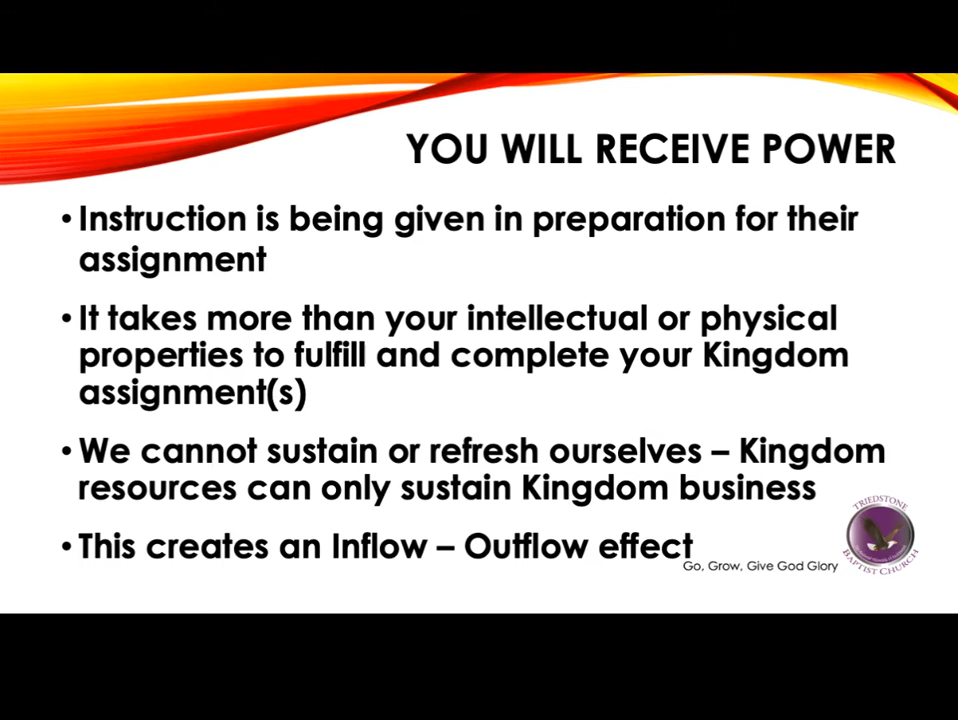 YOU WILL RECEIVE POWER
• Instruction is being given in preparation for their
assignment
• It takes more than your intellectual or physical
properties to fulfill and complete your Kingdom
assignment(s)
• We cannot sustain or refresh ourselves – Kingdom
resources can only sustain Kingdom business
• This creates an Inflow – Outflow effect
Go, Grow, Give God Glory
TRIEDSTONE
BAPTIST CHURCH